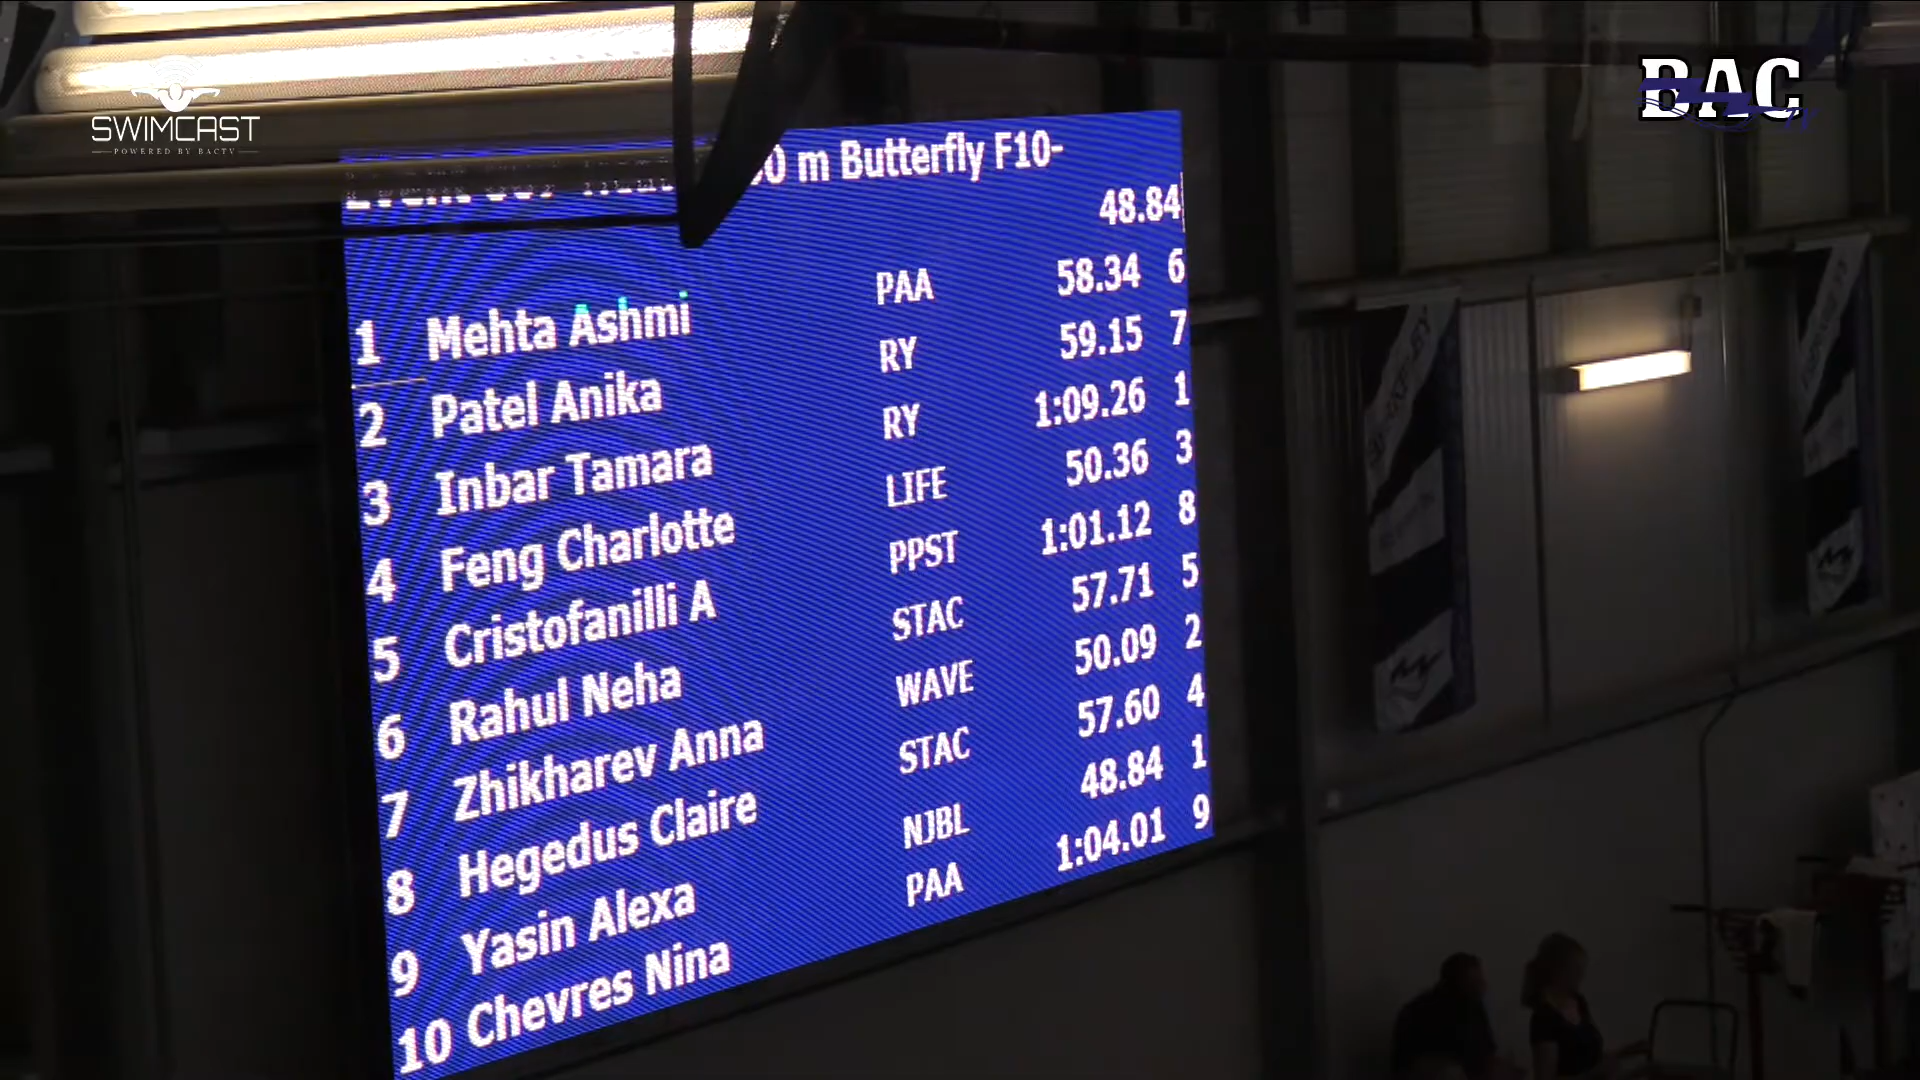 SWIMCAST
POWERED BY BACTV
BAC
m Butterfly F10-
48.84
1 Mehta Ashmi PAA 58.34 6
2 Patel Anika RY 59.15 7
3 Inbar Tamara RY 1:09.26 1
4 Feng Charlotte LIFE 50.36 3
5 Cristofanilli A PPST 1:01.12 8
6 Rahul Neha STAC 57.71 5
7 Zhikharev Anna WAVE 50.09 2
8 Hegedus Claire STAC 57.60 4
9 Yasin Alexa NJBL 48.84 1
10 Chevres Nina PAA 1:04.01 9